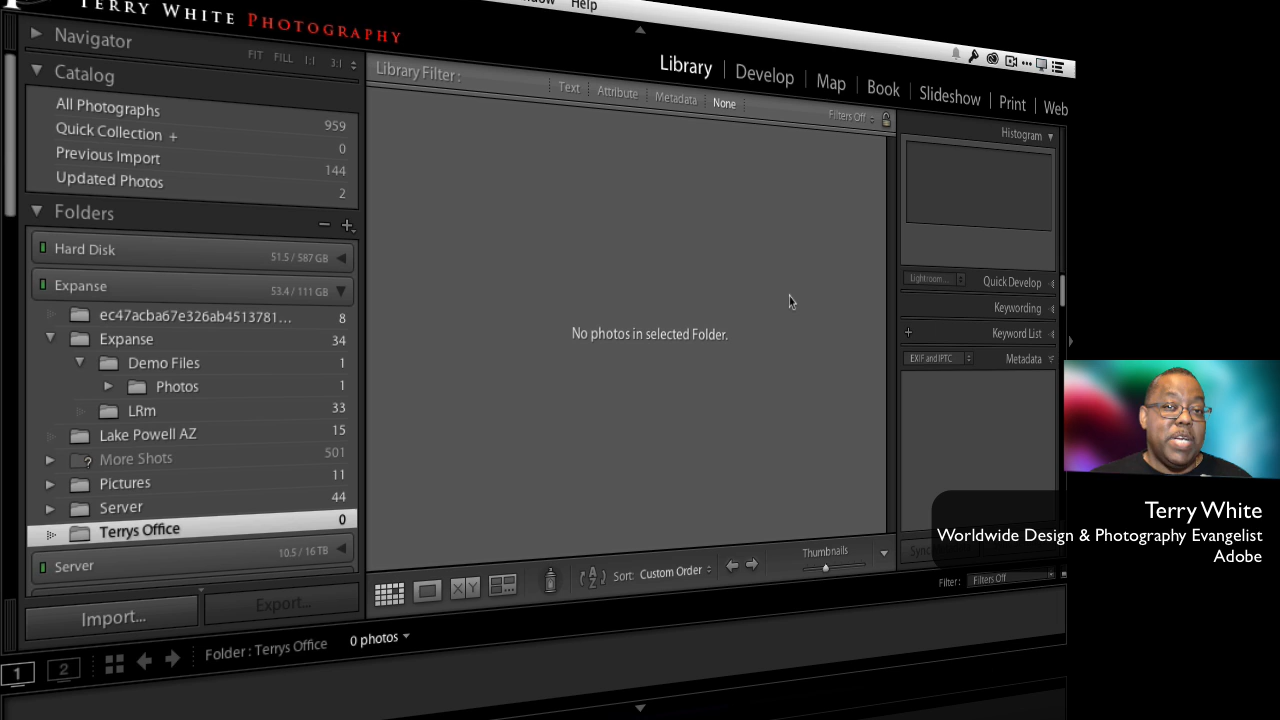 TERRY WHITE PHOTOGRAPHY
Help
Navigator
FIT FILL 1:1 3:1
Library Develop Map Book Slideshow Print Web
Library Filter :
Text Attribute Metadata None
Filters Off
Histogram
Catalog
All Photographs 959
Quick Collection + 0
Previous Import 144
Updated Photos 2
Folders
Hard Disk 51.5 / 587 GB
Expanse 53.4 / 111 GB
ec47acba67e326ab4513781... 8
Expanse 34
Demo Files 1
Photos 1
LRm 33
Lake Powell AZ 15
More Shots 501
Pictures 11
Server 44
Terrys Office 0
Server 10.5 / 16 TB
Import...
Export...
No photos in selected Folder.
Lightroom... Quick Develop
Keywording
Keyword List
EXIF and IPTC Metadata
XY
Sort: Custom Order
Thumbnails
Filter : Filters Off
1 2
Folder : Terrys Office
0 photos
Terry White
Worldwide Design & Photography Evangelist
Adobe